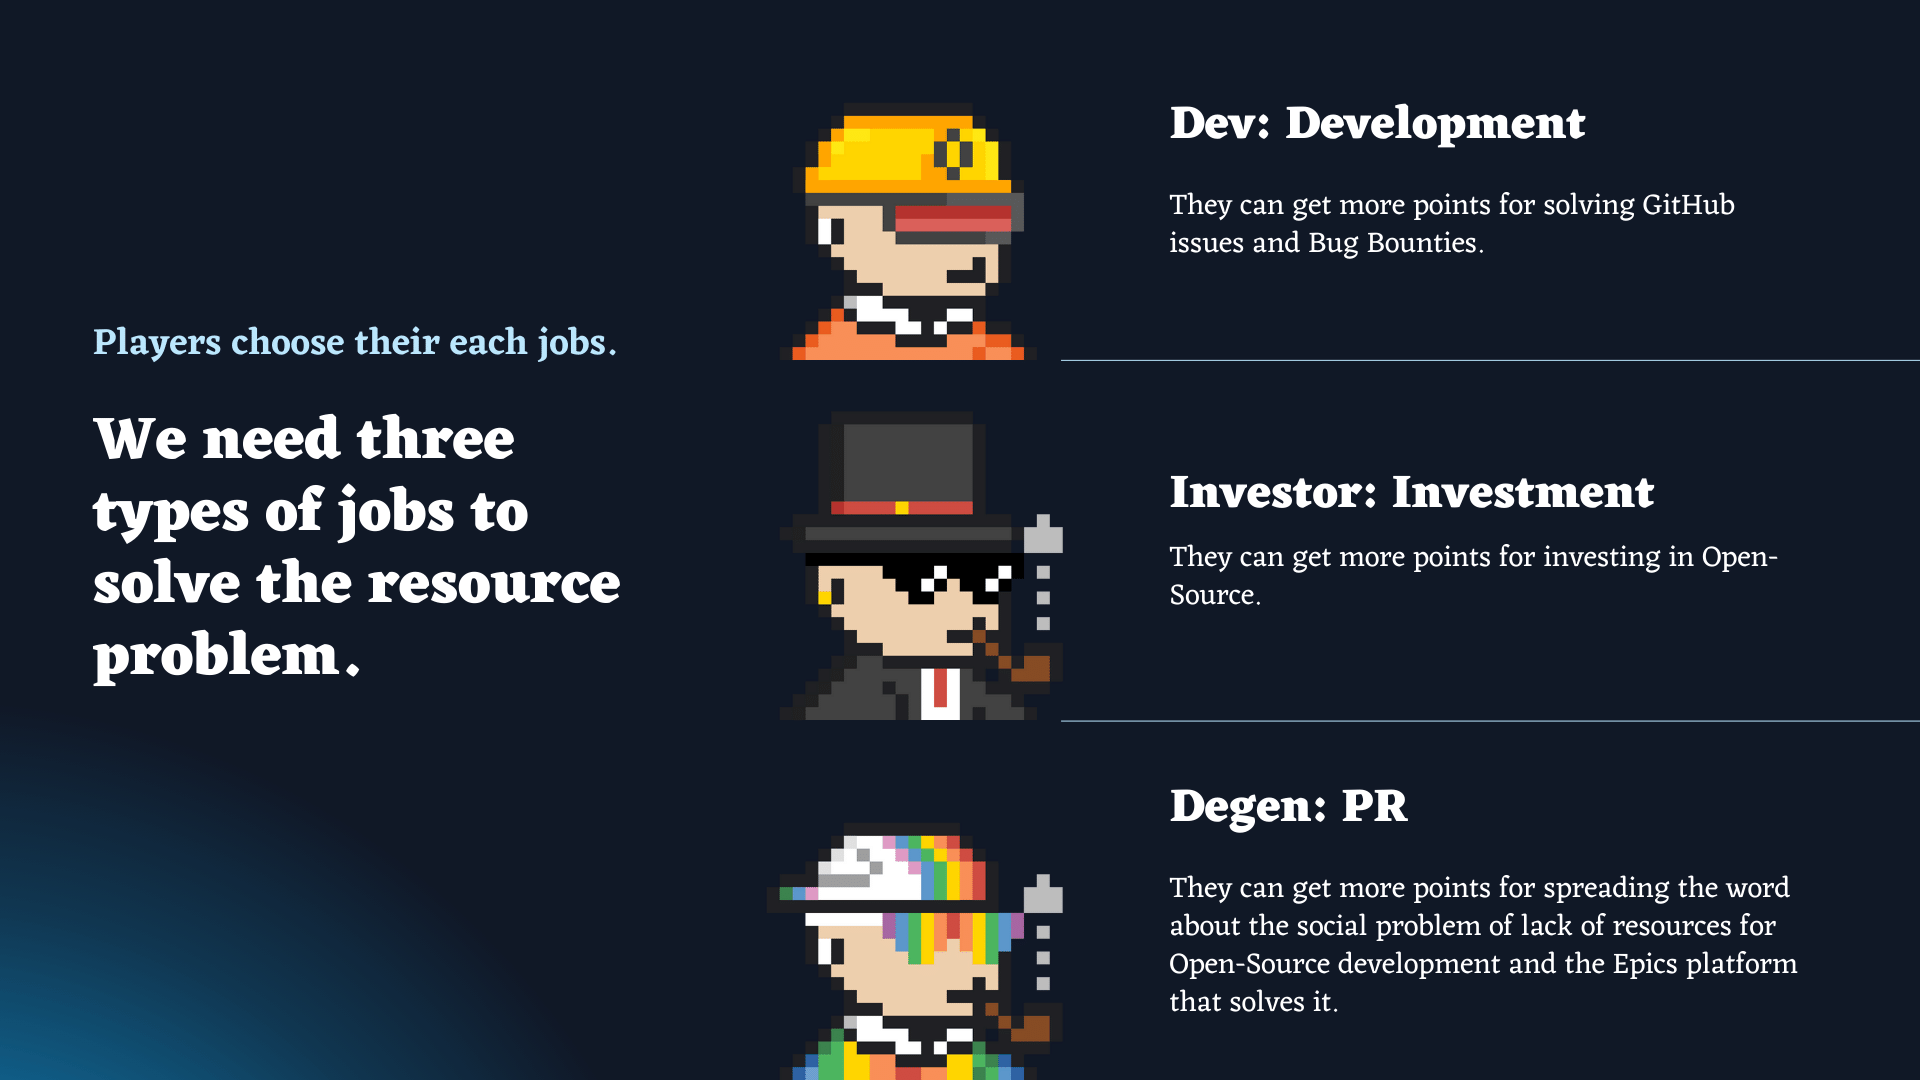 Players choose their each jobs.
We need three
types of jobs to
solve the resource
problem.
Dev: Development
They can get more points for solving GitHub
issues and Bug Bounties.
Investor: Investment
They can get more points for investing in Open-
Source.
Degen: PR
They can get more points for spreading the word
about the social problem of lack of resources for
Open-Source development and the Epics platform
that solves it.